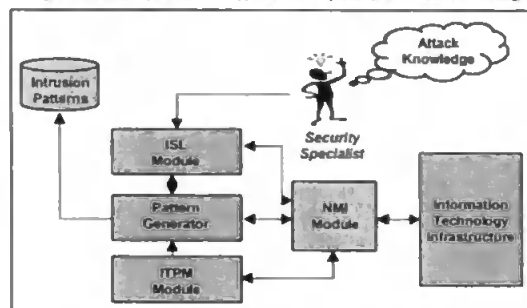 Attack
Knowledge
Intrusion
Patterns
Security
Specialist
ISL
Module
Pattern
Generator
NMI
Module
Information
Technology
Infrastructure
ITPM
Module